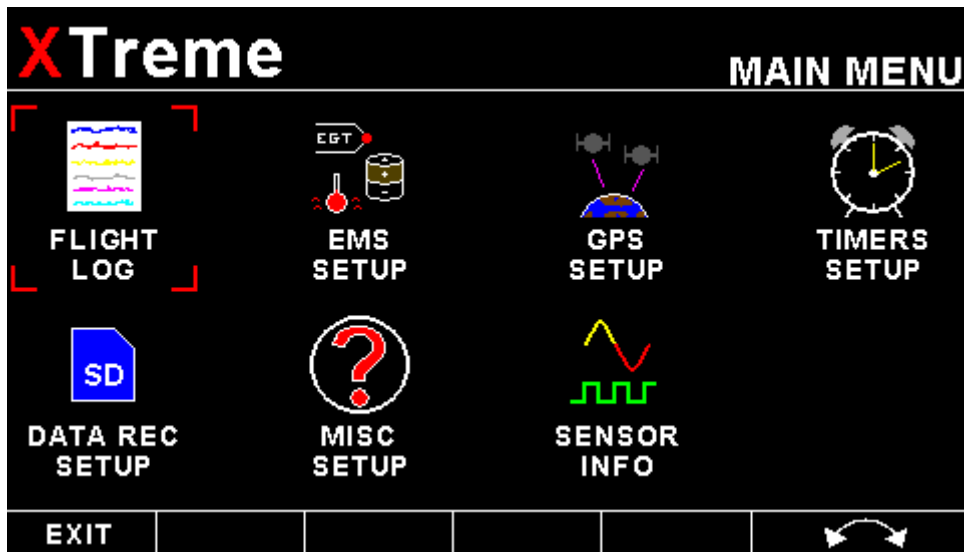 XTreme
MAIN MENU
EGT
FLIGHT
LOG
EMS
SETUP
GPS
SETUP
TIMERS
SETUP
SD
DATA REC
SETUP
?
MISC
SETUP
SENSOR
INFO
EXIT